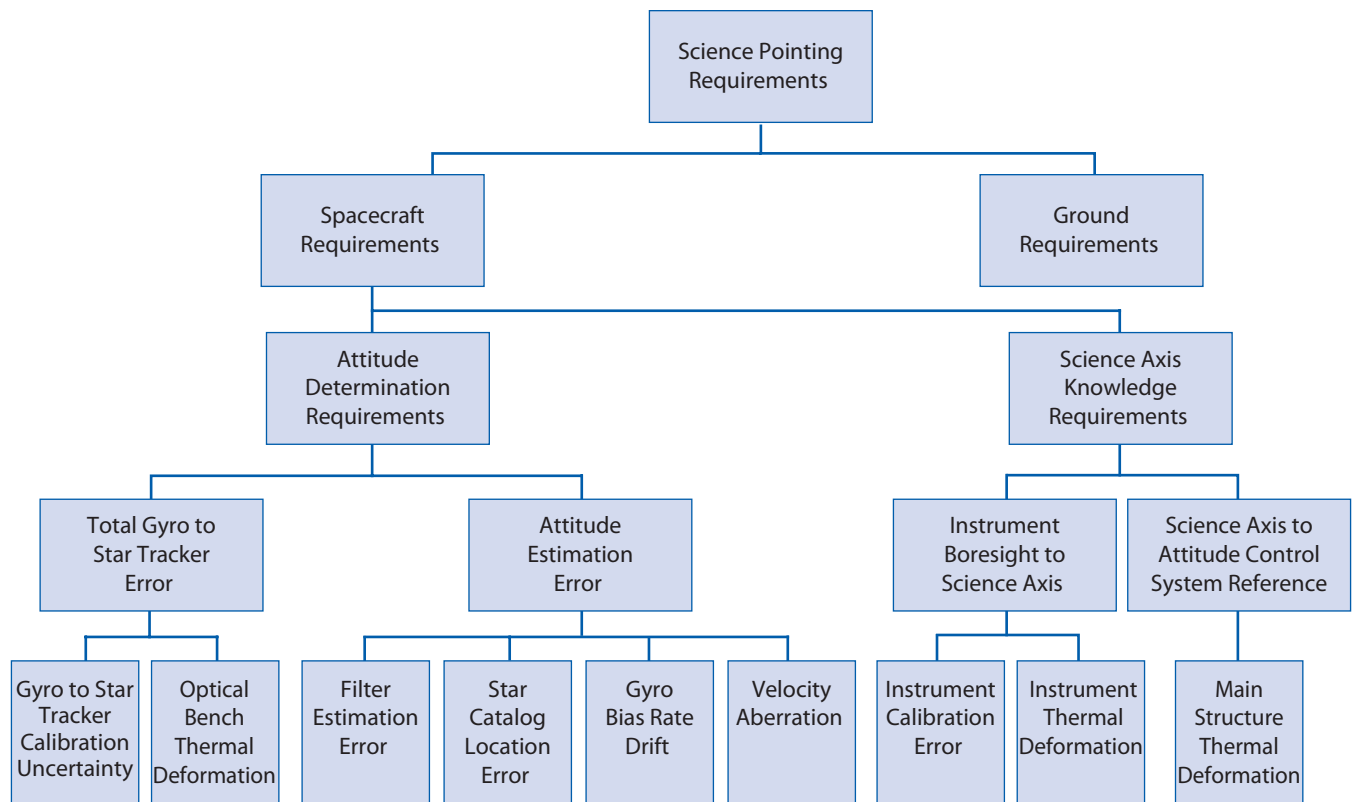 Science Pointing
Requirements
Spacecraft
Requirements
Ground
Requirements
Attitude
Determination
Requirements
Science Axis
Knowledge
Requirements
Total Gyro to
Star Tracker
Error
Attitude
Estimation
Error
Instrument
Boresight to
Science Axis
Science Axis to
Attitude Control
System Reference
Gyro to Star
Tracker
Calibration
Uncertainty
Optical
Bench
Thermal
Deformation
Filter
Estimation
Error
Star
Catalog
Location
Error
Gyro
Bias Rate
Drift
Velocity
Aberration
Instrument
Calibration
Error
Instrument
Thermal
Deformation
Main
Structure
Thermal
Deformation